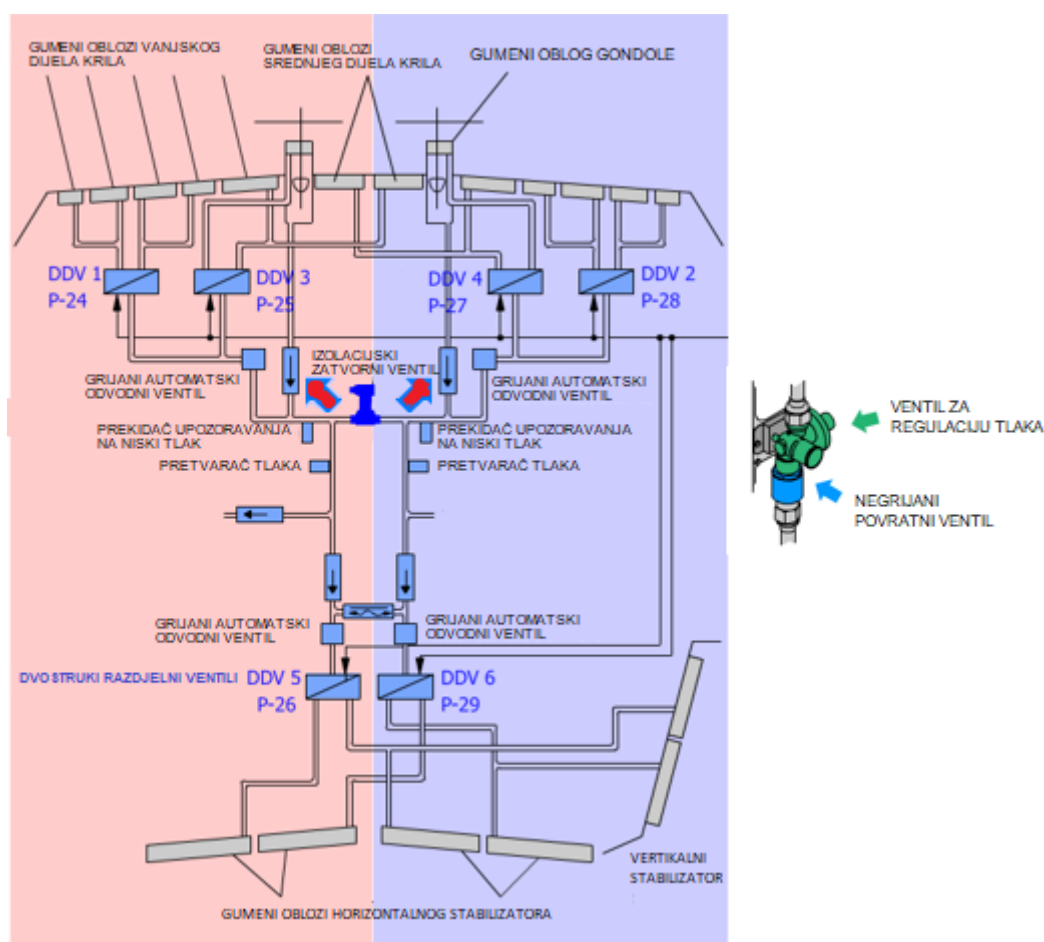 GUMENI OBLOZI VANJSKOG
DIJELA KRILA
GUMENI OBLOZI
SREDNJEG DIJELA KRILA
GUMENI OBLOG GONDOLE
DDV 1
P-24
DDV 3
P-25
DDV 4
P-27
DDV 2
P-28
IZOLACIJSKI
ZATVORNI VENTIL
GRIJANI AUTOMATSKI
ODVODNI VENTIL
GRIJANI AUTOMATSKI
ODVODNI VENTIL
PREKIDAČ UPOZORAVANJA
NA NISKI TLAK
PREKIDAČ UPOZORAVANJA
NA NISKI TLAK
PRETVARAČ TLAKA
PRETVARAČ TLAKA
VENTIL ZA
REGULACIJU TLAKA
NEGRIJANI
POVRATNI VENTIL
GRIJANI AUTOMATSKI
ODVODNI VENTIL
GRIJANI AUTOMATSKI
ODVODNI VENTIL
DVOSTRUKI RAZDJELNI VENTILI
DDV 5
P-26
DDV 6
P-29
VERTIKALNI
STABILIZATOR
GUMENI OBLOZI HORIZONTALNOG STABILIZATORA